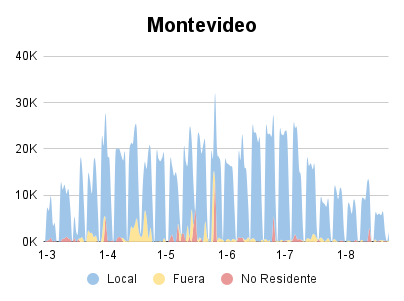 Montevideo
40K
30K
20K
10K
0K
1-3 1-4 1-5 1-6 1-7 1-8
Local Fuera No Residente